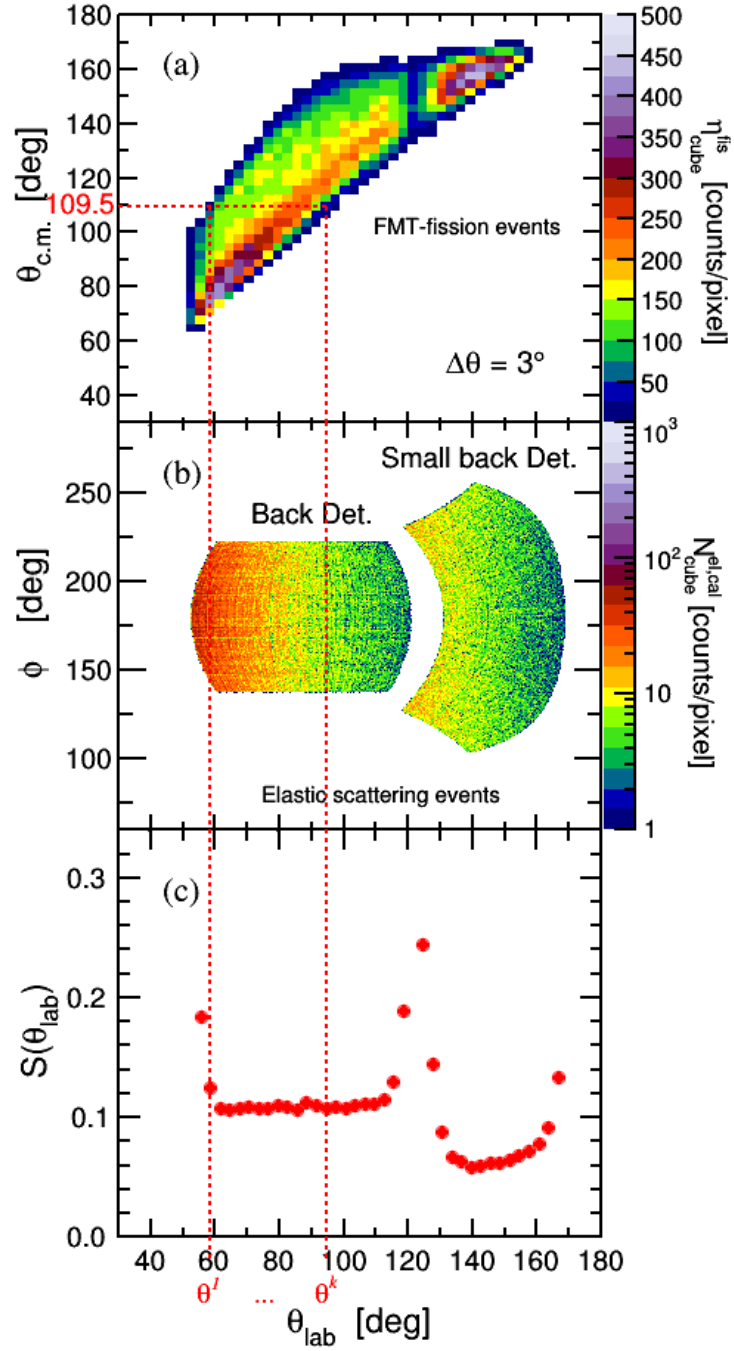 180
160
140
120
109.5
100
80
60
40
θc.m. [deg]
(a)
FMT-fission events
Δθ = 3°
500
450
400
350
300
250
200
150
100
50
η^fis_cube [counts/pixel]
(b)
Small back Det.
Back Det.
Elastic scattering events
250
200
150
100
ϕ [deg]
10³
10²
10
1
N^el,cal_cube [counts/pixel]
(c)
0.3
0.2
0.1
0.0
S(θlab)
40 60 80 100 120 140 160 180
θ¹ ... θᵏ
θlab [deg]